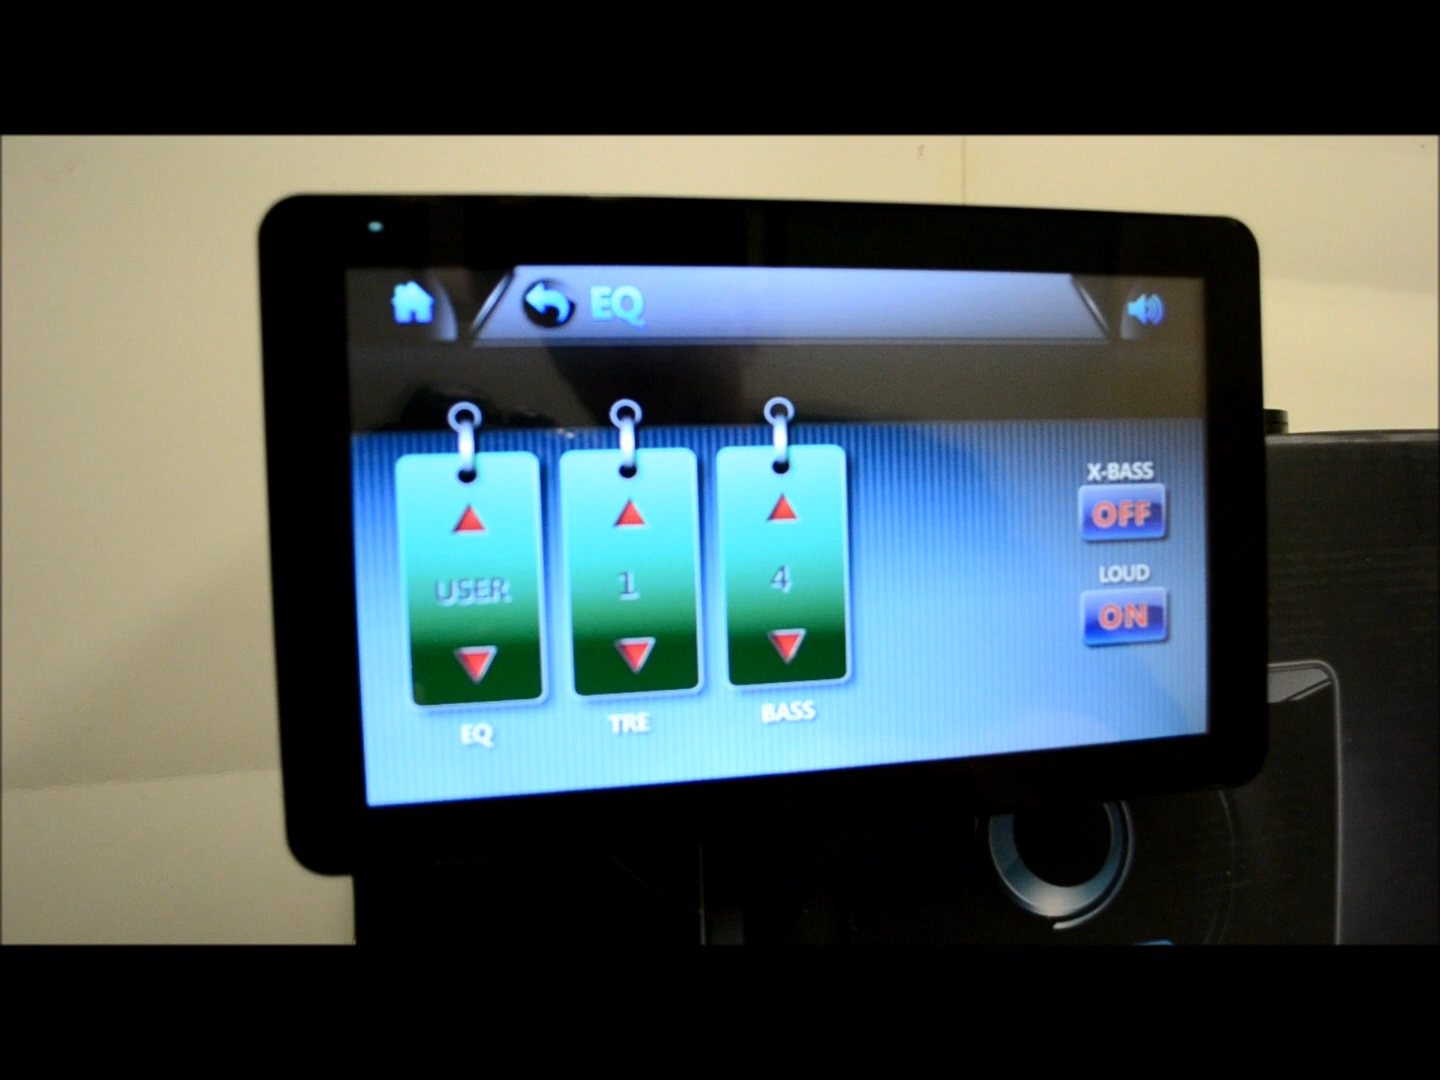 EQ
X-BASS
OFF
LOUD
ON
USER
1
4
EQ
TRE
BASS